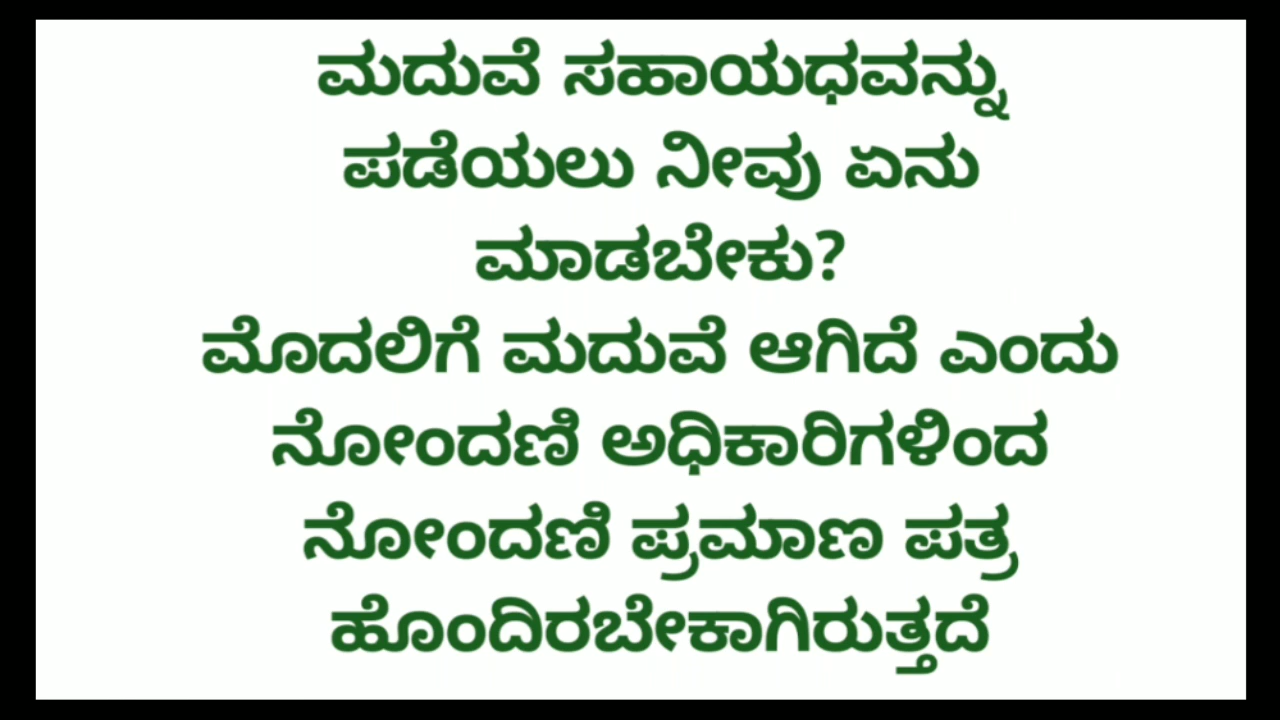 ಮದುವೆ ಸಹಾಯಧವನ್ನು
ಪಡೆಯಲು ನೀವು ಏನು
ಮಾಡಬೇಕು?
ಮೊದಲಿಗೆ ಮದುವೆ ಆಗಿದೆ ಎಂದು
ನೋಂದಣಿ ಅಧಿಕಾರಿಗಳಿಂದ
ನೋಂದಣಿ ಪ್ರಮಾಣ ಪತ್ರ
ಹೊಂದಿರಬೇಕಾಗಿರುತ್ತದೆ